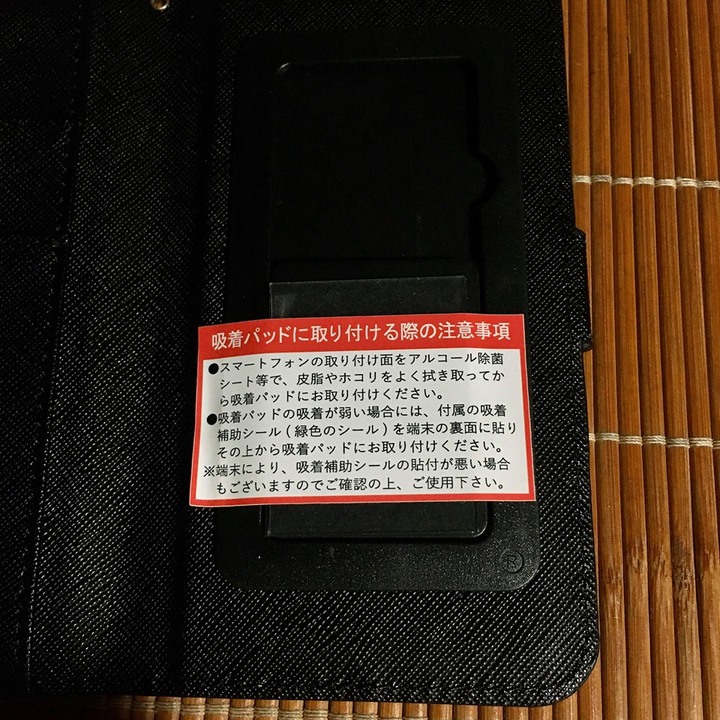 吸着パッドに取り付ける際の注意事項
●スマートフォンの取り付け面をアルコール除菌
シート等で、皮脂やホコリをよく拭き取ってか
ら吸着パッドにお取り付けください。
●吸着パッドの吸着が弱い場合には、付属の吸着
補助シール(緑色のシール)を端末の裏面に貼り
その上から吸着パッドにお取り付けください。
※端末により、吸着補助シールの貼付が悪い場合
もございますのでご確認の上、ご使用下さい。
®